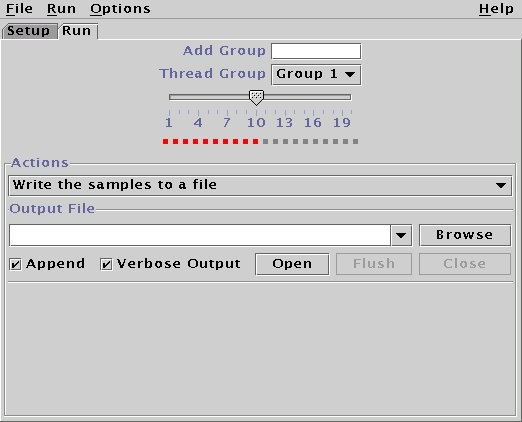 File Run Options Help
Setup Run
Add Group
Thread Group Group 1
1 4 7 10 13 16 19
Actions
Write the samples to a file
Output File
Browse
Append Verbose Output Open Flush Close